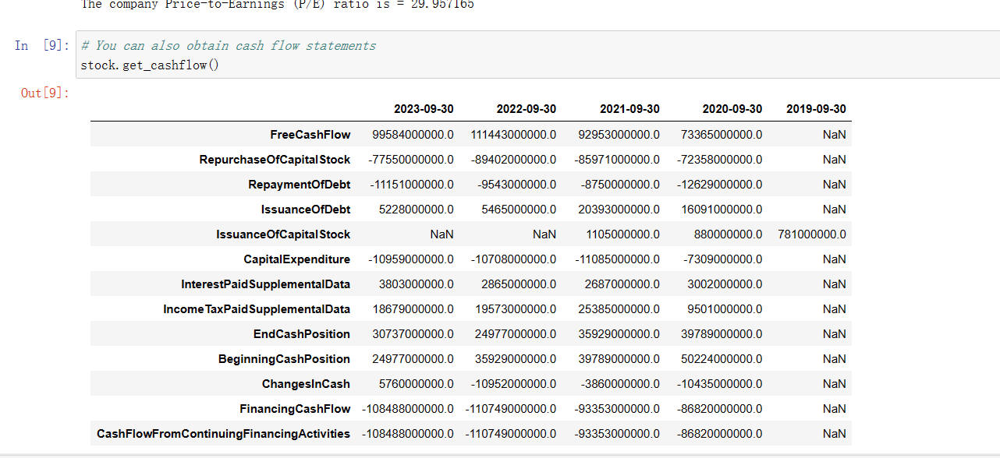 The company Price-to-Earnings (P/E) ratio is = 29.957165
In [9]: # You can also obtain cash flow statements
stock.get_cashflow()
Out[9]:
2023-09-30 2022-09-30 2021-09-30 2020-09-30 2019-09-30
FreeCashFlow 99584000000.0 111443000000.0 92953000000.0 73365000000.0 NaN
RepurchaseOfCapitalStock -77550000000.0 -89402000000.0 -85971000000.0 -72358000000.0 NaN
RepaymentOfDebt -11151000000.0 -9543000000.0 -8750000000.0 -12629000000.0 NaN
IssuanceOfDebt 5228000000.0 5465000000.0 20393000000.0 16091000000.0 NaN
IssuanceOfCapitalStock NaN NaN 1105000000.0 880000000.0 781000000.0
CapitalExpenditure -10959000000.0 -10708000000.0 -11085000000.0 -7309000000.0 NaN
InterestPaidSupplementalData 3803000000.0 2865000000.0 2687000000.0 3002000000.0 NaN
IncomeTaxPaidSupplementalData 18679000000.0 19573000000.0 25385000000.0 9501000000.0 NaN
EndCashPosition 30737000000.0 24977000000.0 35929000000.0 39789000000.0 NaN
BeginningCashPosition 24977000000.0 35929000000.0 39789000000.0 50224000000.0 NaN
ChangesInCash 5760000000.0 -10952000000.0 -3860000000.0 -10435000000.0 NaN
FinancingCashFlow -108488000000.0 -110749000000.0 -93353000000.0 -86820000000.0 NaN
CashFlowFromContinuingFinancingActivities -108488000000.0 -110749000000.0 -93353000000.0 -86820000000.0 NaN